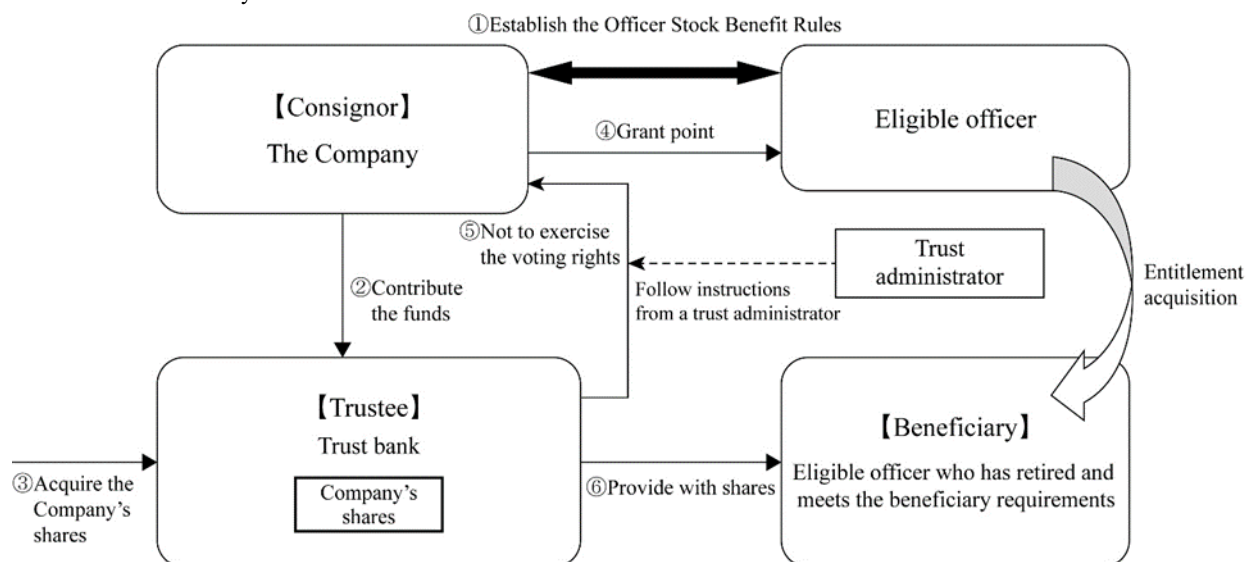 ①Establish the Officer Stock Benefit Rules
【Consignor】
The Company
Eligible officer
④Grant point
⑤Not to exercise
the voting rights
Trust
administrator
②Contribute
the funds
Follow instructions
from a trust administrator
Entitlement
acquisition
【Trustee】
Trust bank
Company's
shares
③Acquire the
Company's
shares
⑥Provide with shares
【Beneficiary】
Eligible officer who has retired and
meets the beneficiary requirements